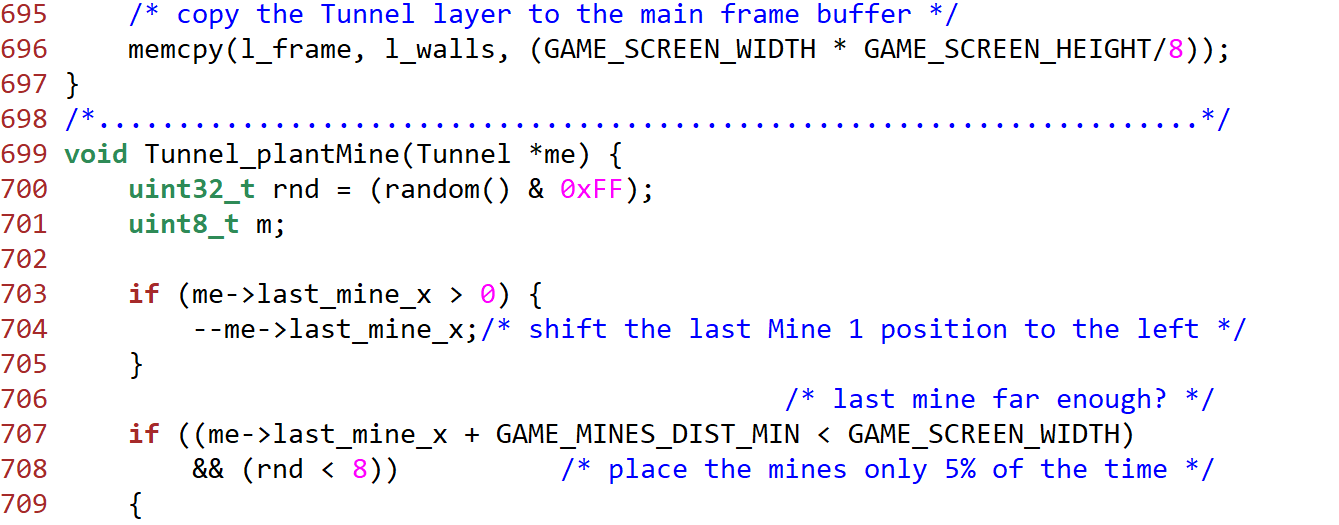 695     /* copy the Tunnel layer to the main frame buffer */
696     memcpy(l_frame, l_walls, (GAME_SCREEN_WIDTH * GAME_SCREEN_HEIGHT/8));
697 }
698 /*.....................................................................*/
699 void Tunnel_plantMine(Tunnel *me) {
700     uint32_t rnd = (random() & 0xFF);
701     uint8_t m;
702
703     if (me->last_mine_x > 0) {
704         --me->last_mine_x;/* shift the last Mine 1 position to the left */
705     }
706                                              /* last mine far enough? */
707     if ((me->last_mine_x + GAME_MINES_DIST_MIN < GAME_SCREEN_WIDTH)
708         && (rnd < 8))          /* place the mines only 5% of the time */
709     {